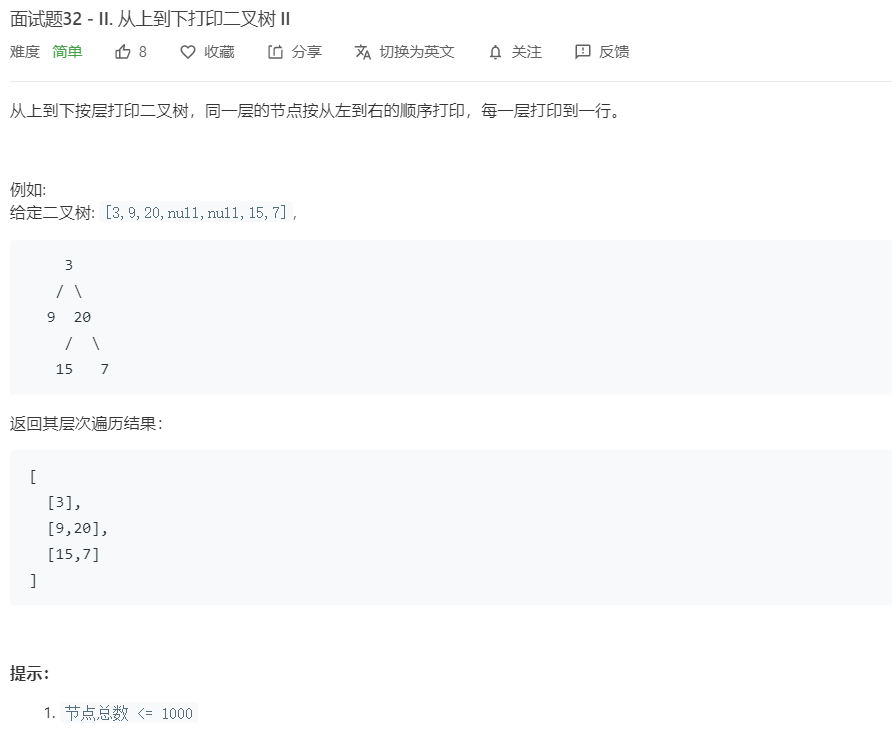 面试题32 - II. 从上到下打印二叉树 II
难度 简单 8 收藏 分享 切换为英文 关注 反馈
从上到下按层打印二叉树，同一层的节点按从左到右的顺序打印，每一层打印到一行。
例如:
给定二叉树: [3,9,20,null,null,15,7],
3
/ \
9 20
/ \
15 7
返回其层次遍历结果：
[
[3],
[9,20],
[15,7]
]
提示：
1. 节点总数 <= 1000